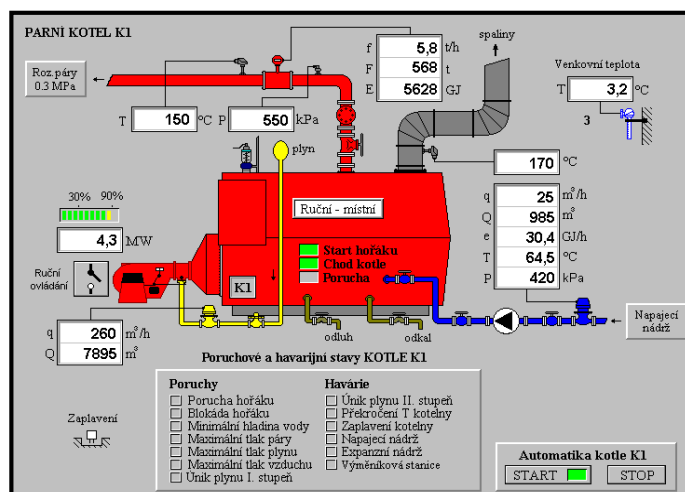 PARNÍ KOTEL K1
Roz.páry
0.3 MPa
T 150 °C P 550 kPa
f 5,8 t/h
F 568 t
E 5628 GJ
spaliny
Venkovní teplota
T 3,2 °C
3
plyn
170 °C
30% 90%
4,3 MW
Ruční - místní
Start hořáku
Chod kotle
Porucha
q 25 m³/h
Q 985 m³
e 30,4 GJ/h
T 64,5 °C
P 420 kPa
Ruční
ovládání
K1
Napajecí
nádrž
q 260 m³/h
Q 7895 m³
odluh
odkal
Poruchové a havarijní stavy KOTLE K1
Poruchy
Porucha hořáku
Blokáda hořáku
Minimální hladina vody
Maximální tlak páry
Maximální tlak plynu
Maximální tlak vzduchu
Únik plynu I. stupeň
Havárie
Únik plynu II. stupeň
Překročení T kotelny
Zaplavení kotelny
Napajecí nádrž
Expanzní nádrž
Výměníková stanice
Zaplavení
Automatika kotle K1
START STOP